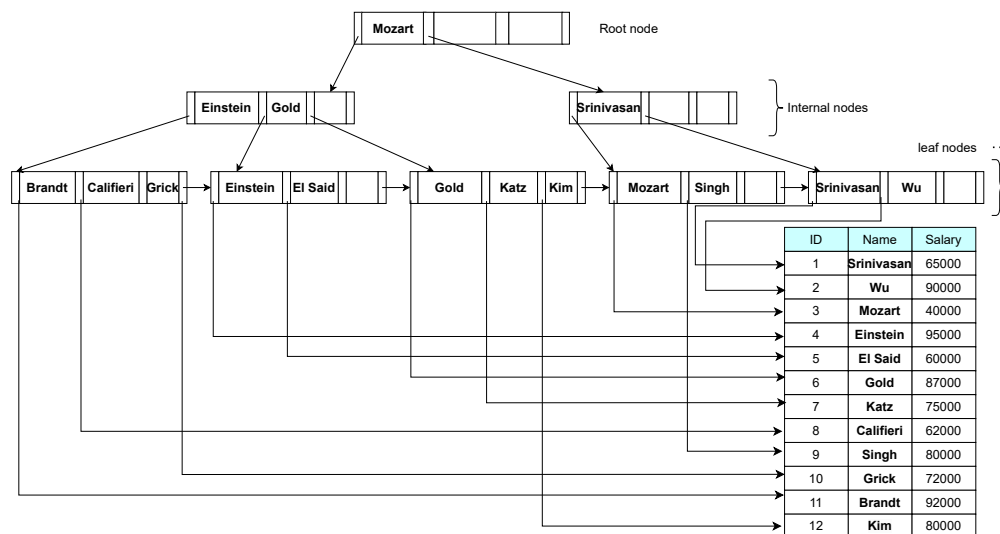 Mozart
Root node
Einstein Gold
Srinivasan
Internal nodes
leaf nodes
Brandt Califieri Grick
Einstein El Said
Gold Katz Kim
Mozart Singh
Srinivasan Wu
ID Name Salary
1 Srinivasan 65000
2 Wu 90000
3 Mozart 40000
4 Einstein 95000
5 El Said 60000
6 Gold 87000
7 Katz 75000
8 Califieri 62000
9 Singh 80000
10 Grick 72000
11 Brandt 92000
12 Kim 80000